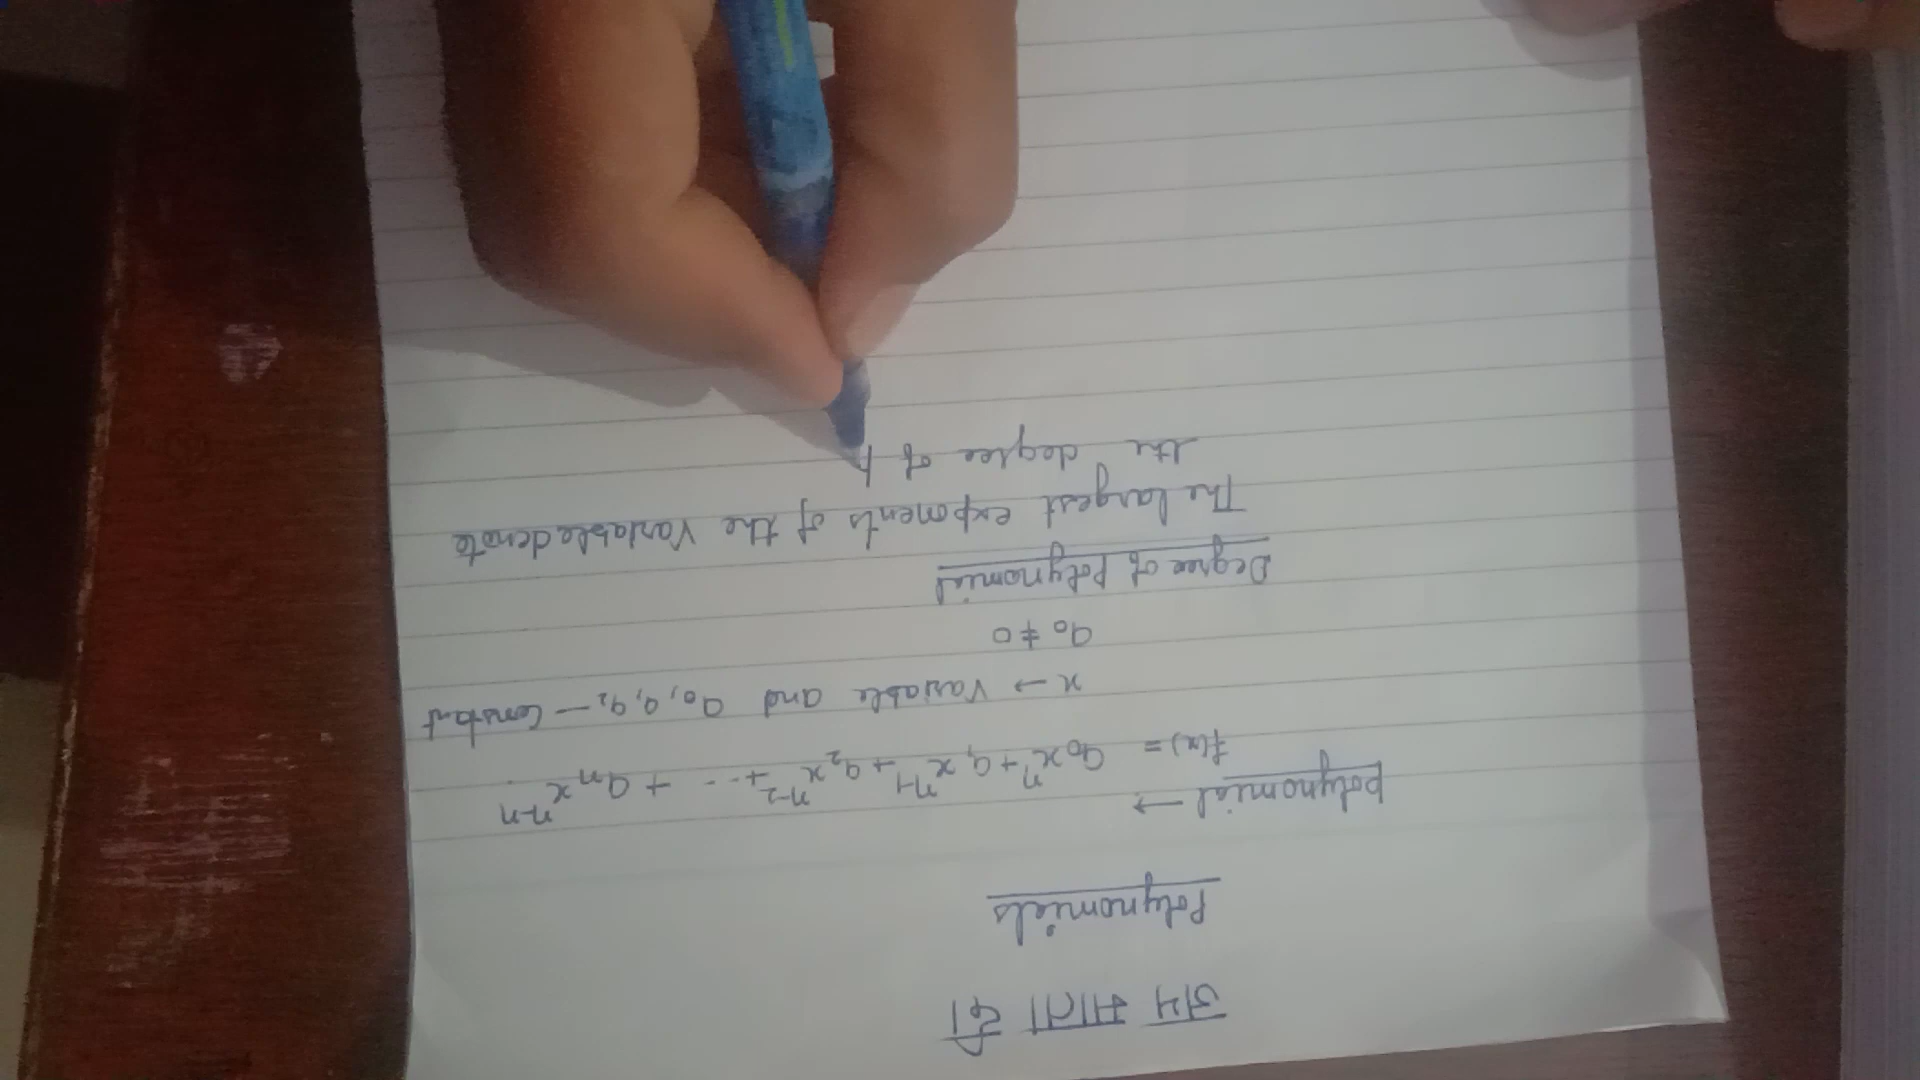 जय माता दी
Polynomials
Polynomial →
f(x) = a₀xⁿ + a₁xⁿ⁻¹ + a₂xⁿ⁻² + -- + aₙxⁿ⁻ⁿ
x → Variable and a₀, a₁ a₂ — Constant
a₀ ≠ 0
Degree of Polynomial
The largest exponents of the Variable denote
the degree of p